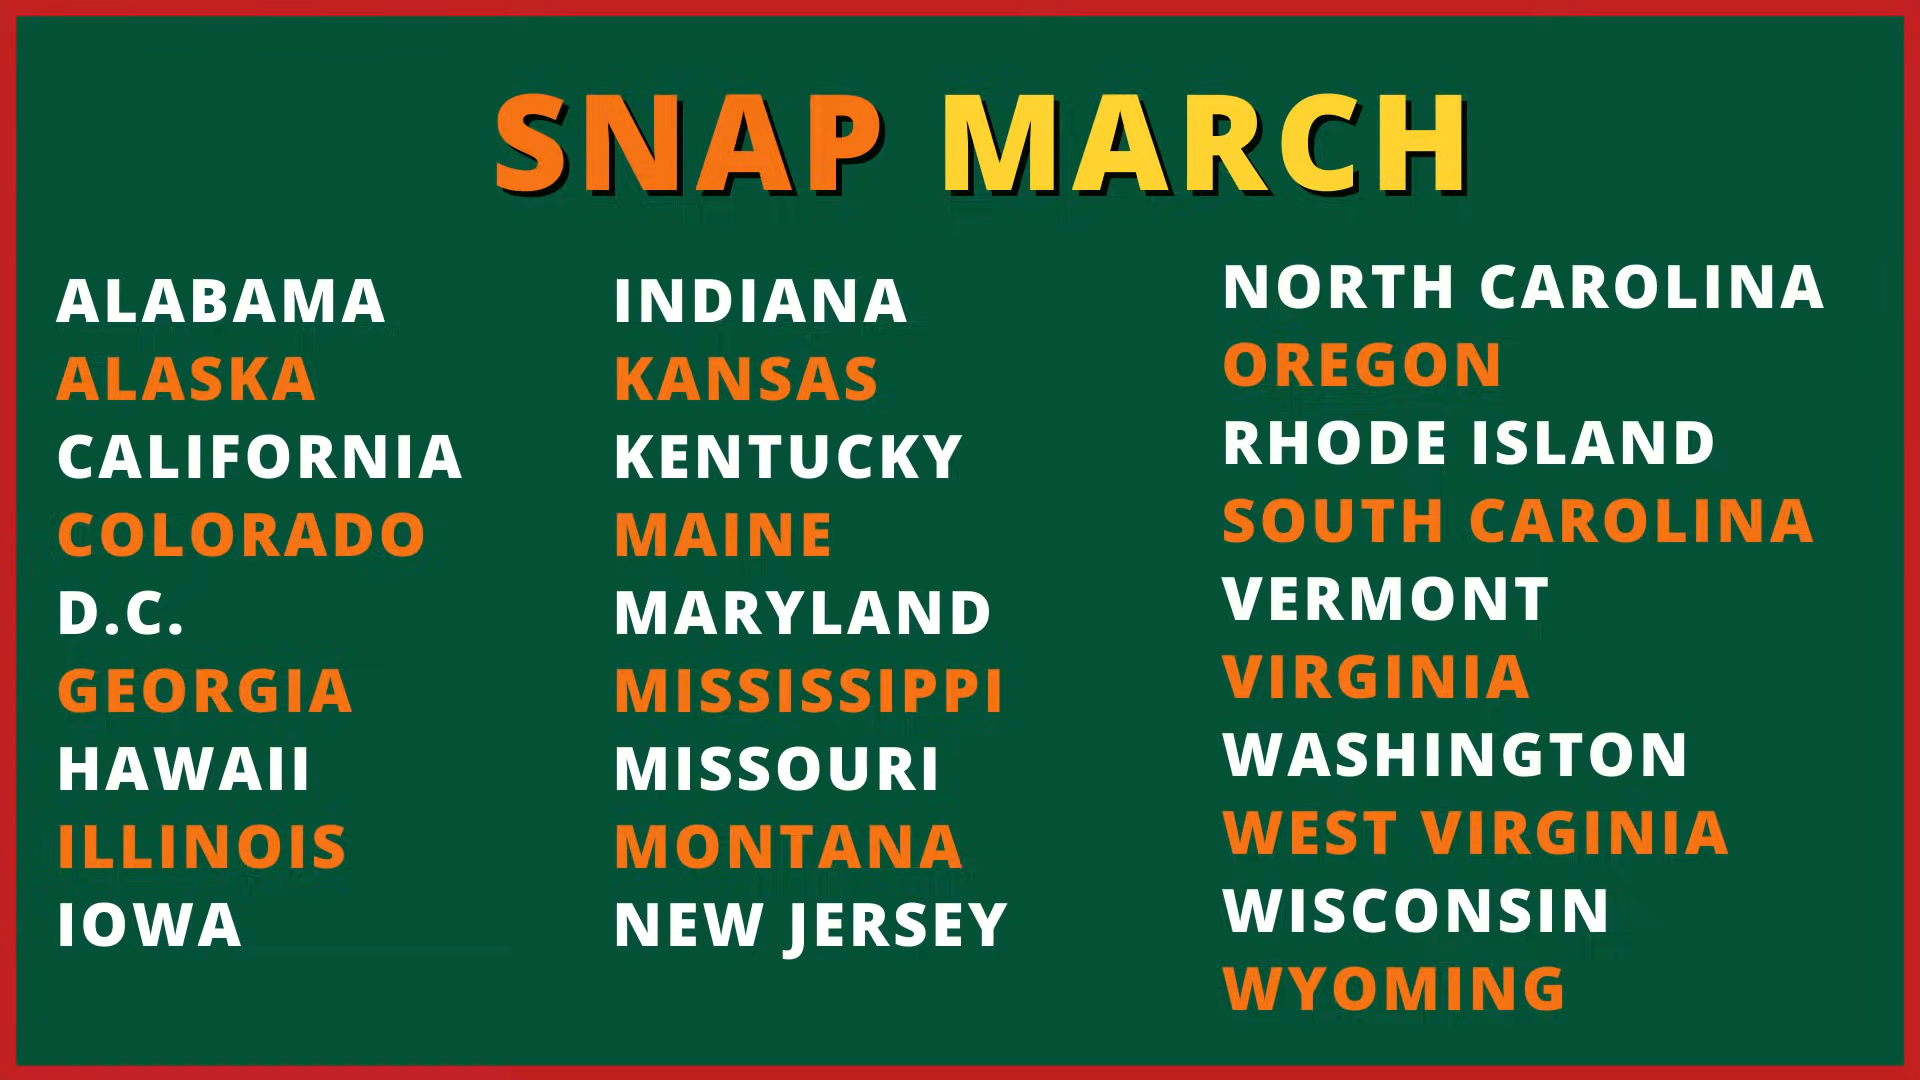 SNAP MARCH
ALABAMA
ALASKA
CALIFORNIA
COLORADO
D.C.
GEORGIA
HAWAII
ILLINOIS
IOWA
INDIANA
KANSAS
KENTUCKY
MAINE
MARYLAND
MISSISSIPPI
MISSOURI
MONTANA
NEW JERSEY
NORTH CAROLINA
OREGON
RHODE ISLAND
SOUTH CAROLINA
VERMONT
VIRGINIA
WASHINGTON
WEST VIRGINIA
WISCONSIN
WYOMING